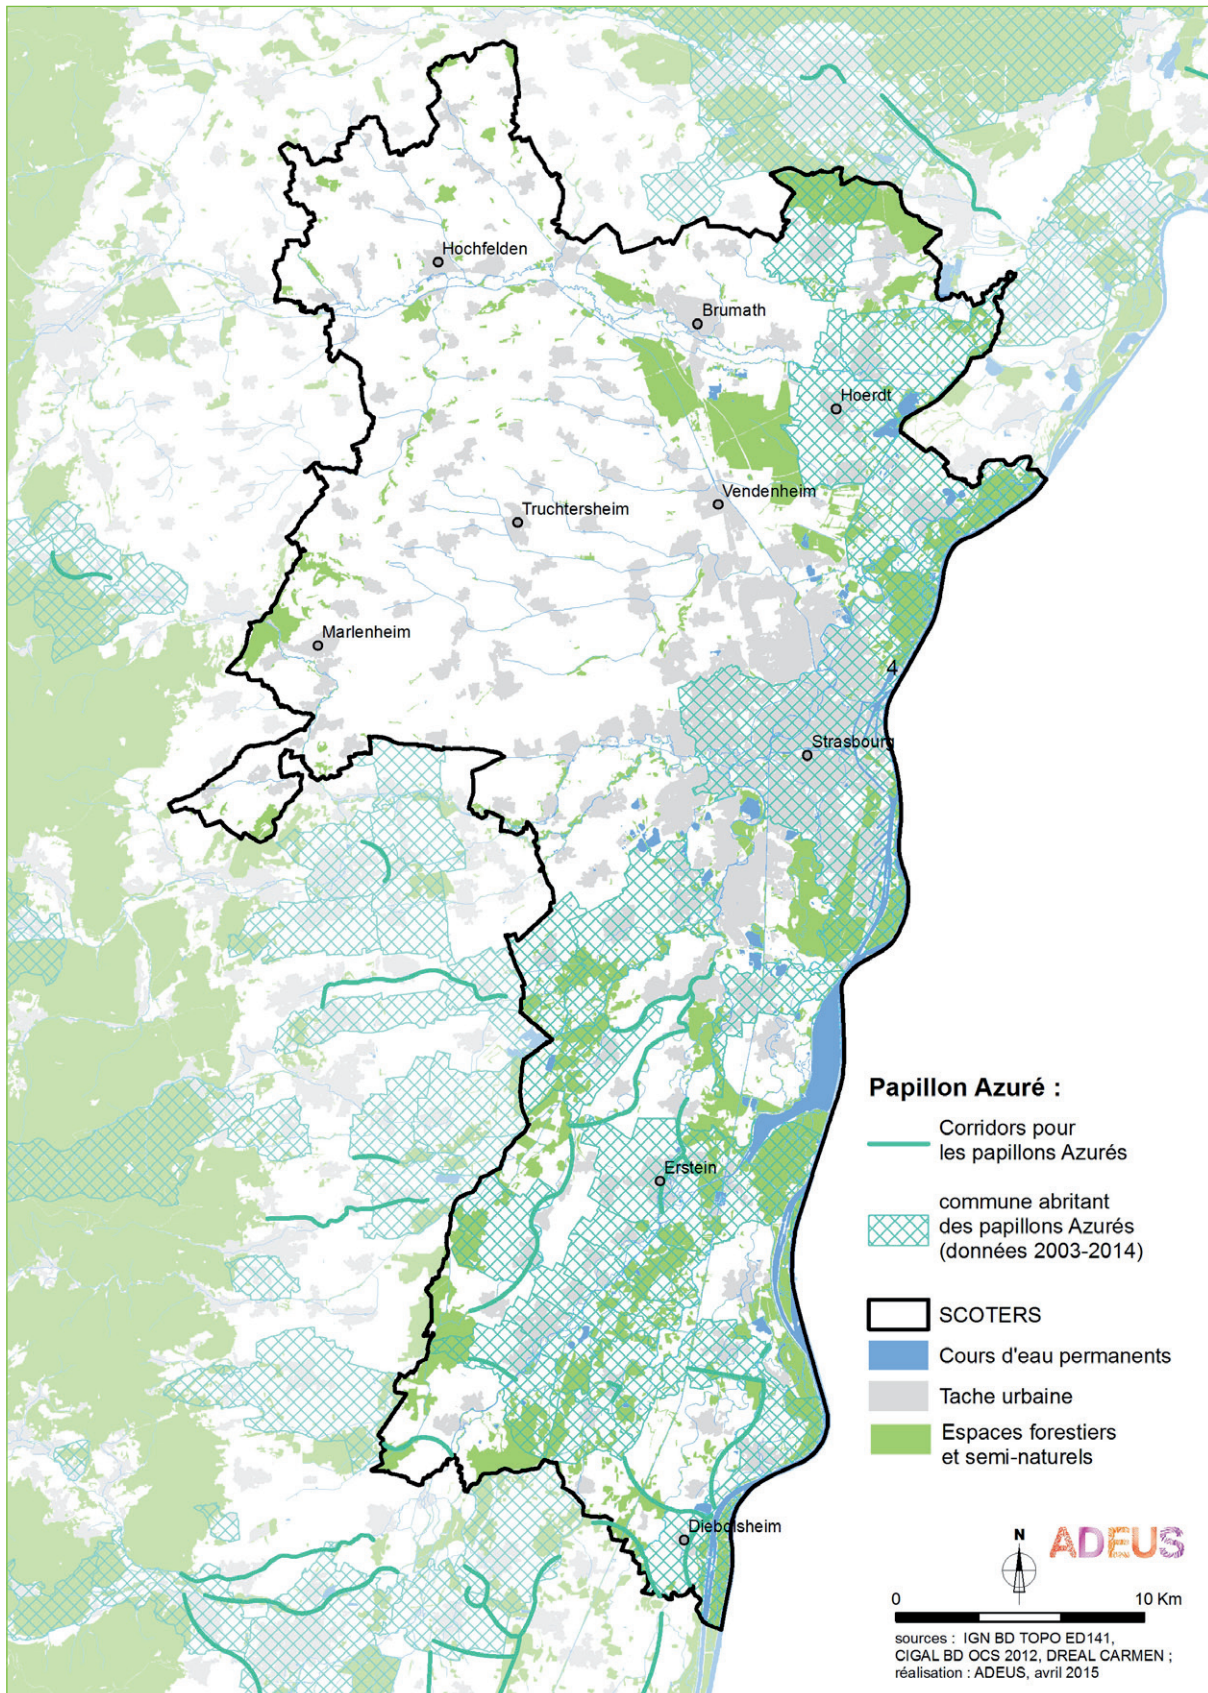 Hochfelden
Brumath
Hoerdt
Vendenheim
Truchtersheim
Marlenheim
4
Strasbourg
Papillon Azuré :
Corridors pour
les papillons Azurés
Erstein
commune abritant
des papillons Azurés
(données 2003-2014)
SCOTERS
Cours d'eau permanents
Tache urbaine
Espaces forestiers
et semi-naturels
Diebolsheim
N
ADEUS
0 10 Km
sources : IGN BD TOPO ED141,
CIGAL BD OCS 2012, DREAL CARMEN ;
réalisation : ADEUS, avril 2015